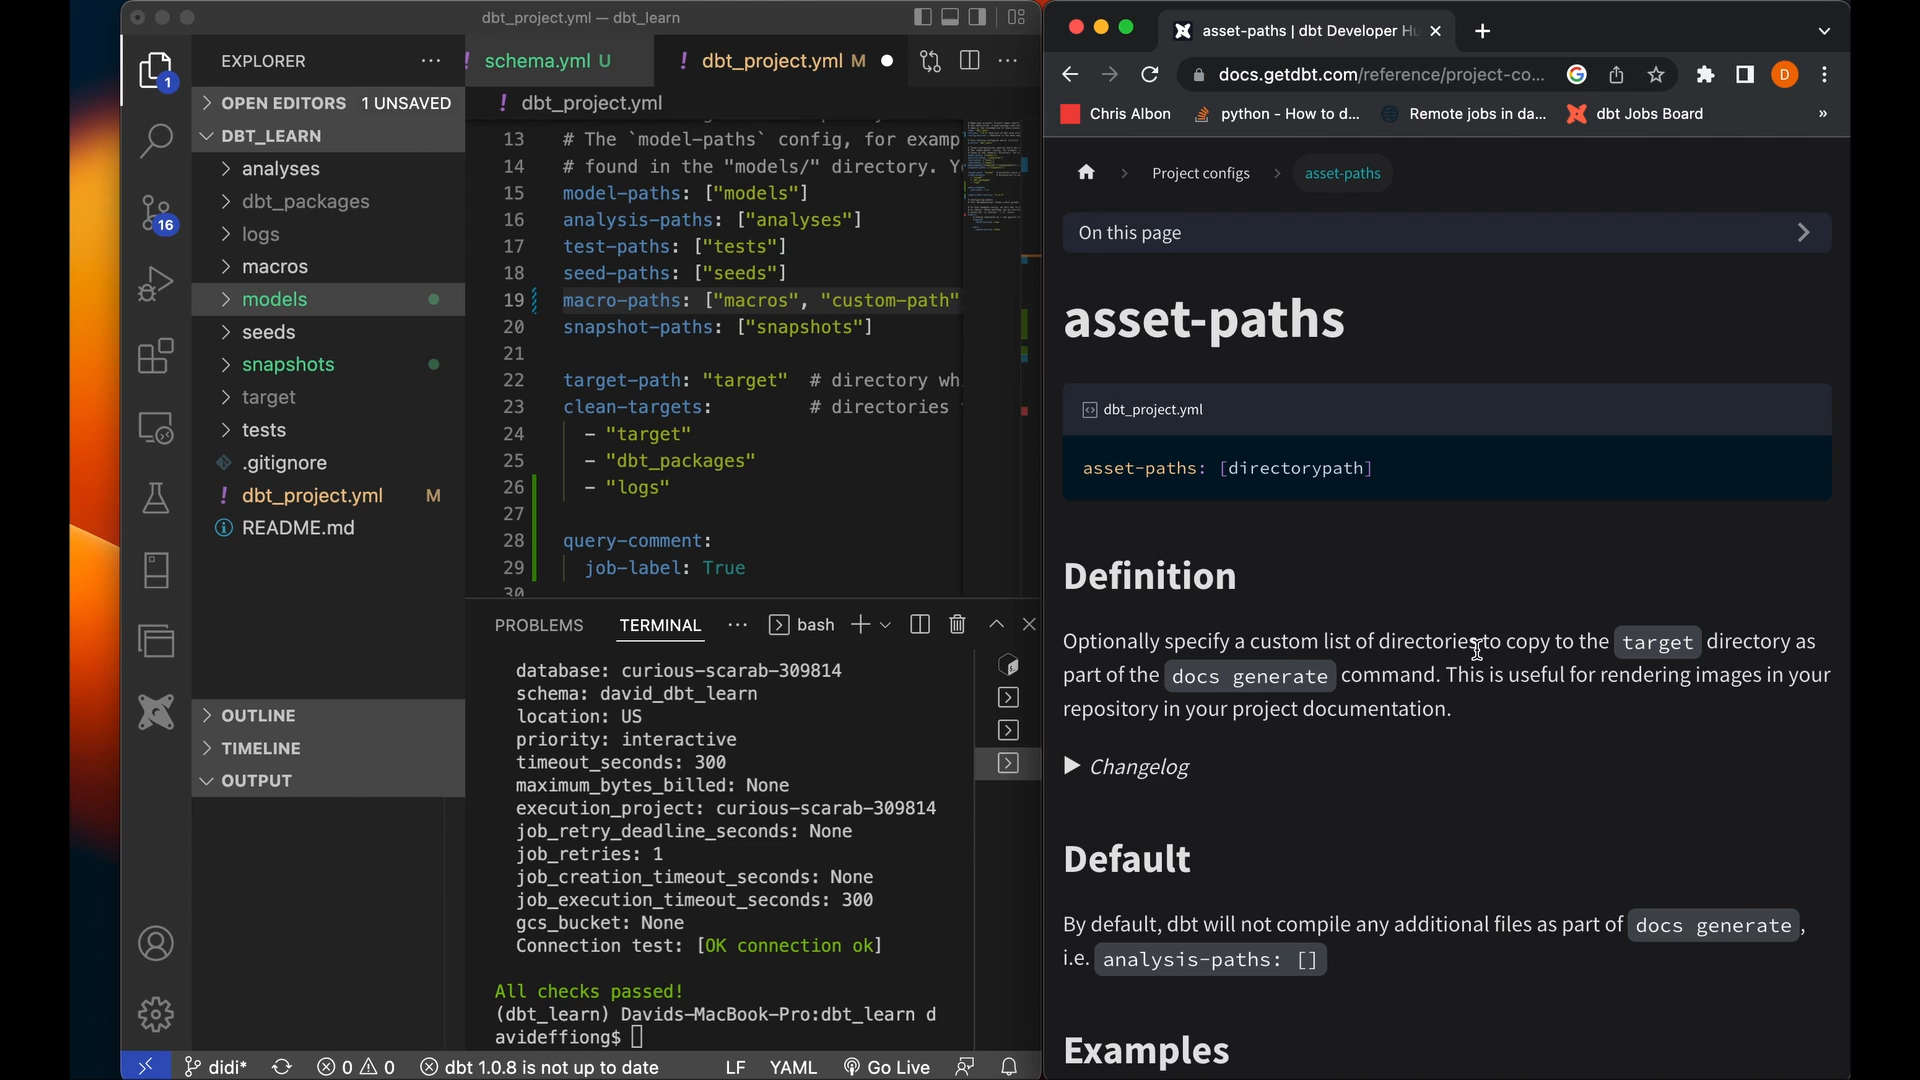 dbt_project.yml — dbt_learn
EXPLORER
OPEN EDITORS 1 UNSAVED
DBT_LEARN
analyses
dbt_packages
logs
macros
models
seeds
snapshots
target
tests
.gitignore
! dbt_project.yml M
README.md
OUTLINE
TIMELINE
OUTPUT
1
16
! schema.yml U
! dbt_project.yml M
! dbt_project.yml
13 # The `model-paths` config, for examp
14 # found in the "models/" directory. Y
15 model-paths: ["models"]
16 analysis-paths: ["analyses"]
17 test-paths: ["tests"]
18 seed-paths: ["seeds"]
19 macro-paths: ["macros", "custom-path"
20 snapshot-paths: ["snapshots"]
21
22 target-path: "target" # directory wh
23 clean-targets: # directories
24 - "target"
25 - "dbt_packages"
26 - "logs"
27
28 query-comment:
29 job-label: True
30
PROBLEMS TERMINAL bash
database: curious-scarab-309814
schema: david_dbt_learn
location: US
priority: interactive
timeout_seconds: 300
maximum_bytes_billed: None
execution_project: curious-scarab-309814
job_retry_deadline_seconds: None
job_retries: 1
job_creation_timeout_seconds: None
job_execution_timeout_seconds: 300
gcs_bucket: None
Connection test: [OK connection ok]
All checks passed!
(dbt_learn) Davids-MacBook-Pro:dbt_learn d
avideffiong$
didi* 0 0 dbt 1.0.8 is not up to date LF YAML Go Live
asset-paths | dbt Developer Hu
docs.getdbt.com/reference/project-co...
D
Chris Albon python - How to d... Remote jobs in da... dbt Jobs Board »
Project configs asset-paths
On this page
asset-paths
dbt_project.yml
asset-paths: [directorypath]
Definition
Optionally specify a custom list of directories to copy to the target directory as
part of the docs generate command. This is useful for rendering images in your
repository in your project documentation.
Changelog
Default
By default, dbt will not compile any additional files as part of docs generate ,
i.e. analysis-paths: []
Examples